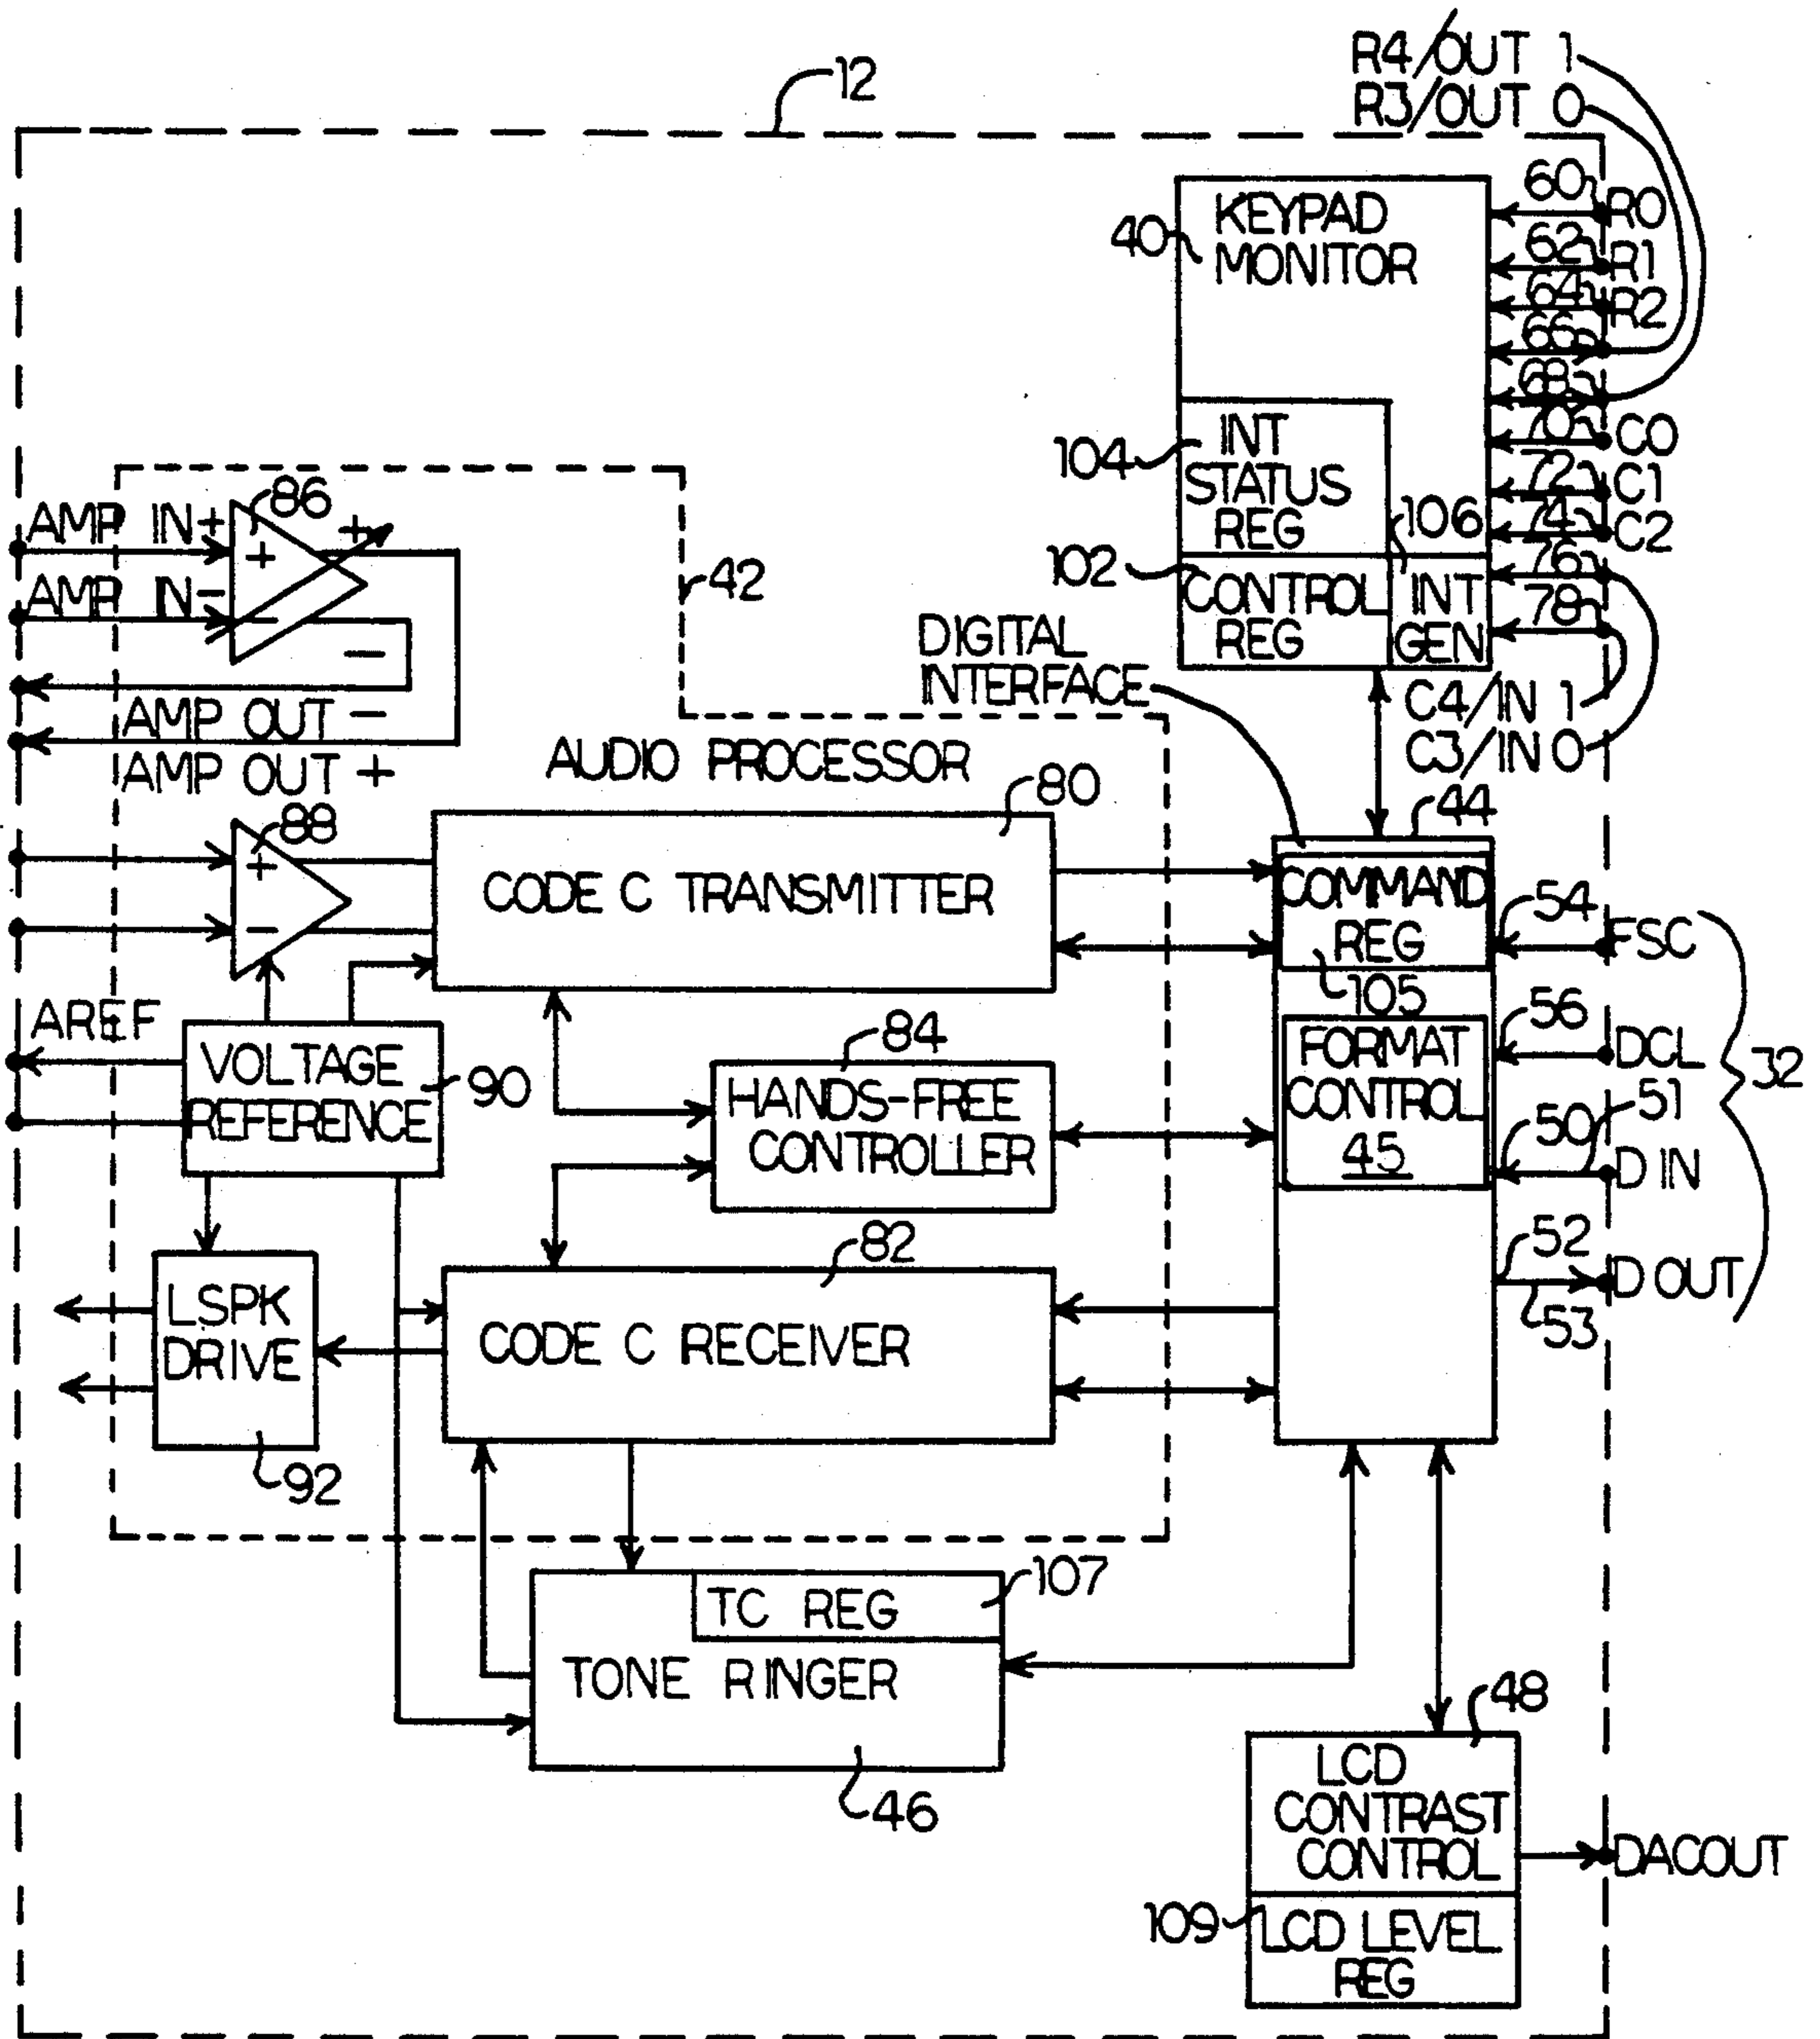 R4/OUT 1
R3/OUT 0
12
60
R0
KEYPAD
MONITOR
40
62
R1
64
R2
66
68
70
C0
INT
STATUS
REG
104
72
C1
106
74
C2
102
CONTROL
REG
INT
GEN
76
78
C4/IN 1
C3/IN 0
AMP IN+
86
+
+
AMP IN-
-
-
42
AMP OUT -
AMP OUT +
DIGITAL
INTERFACE
AUDIO PROCESSOR
80
44
88
+
-
CODE C TRANSMITTER
COMMAND
REG
105
54
FSC
AREF
VOLTAGE
REFERENCE
90
84
HANDS-FREE
CONTROLLER
FORMAT
CONTROL
45
56
DCL
32
51
50
D IN
52
D OUT
53
82
LSPK
DRIVE
92
CODE C RECEIVER
107
TC REG
TONE RINGER
46
48
LCD
CONTRAST
CONTROL
DACOUT
109
LCD LEVEL
REG